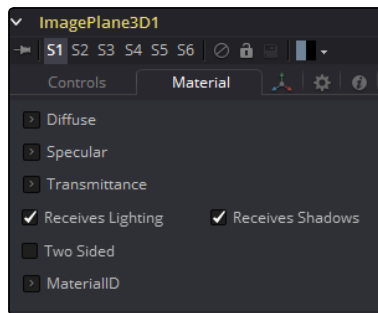 ImagePlane3D1
S1 S2 S3 S4 S5 S6
Controls Material
Diffuse
Specular
Transmittance
Receives Lighting Receives Shadows
Two Sided
MaterialID